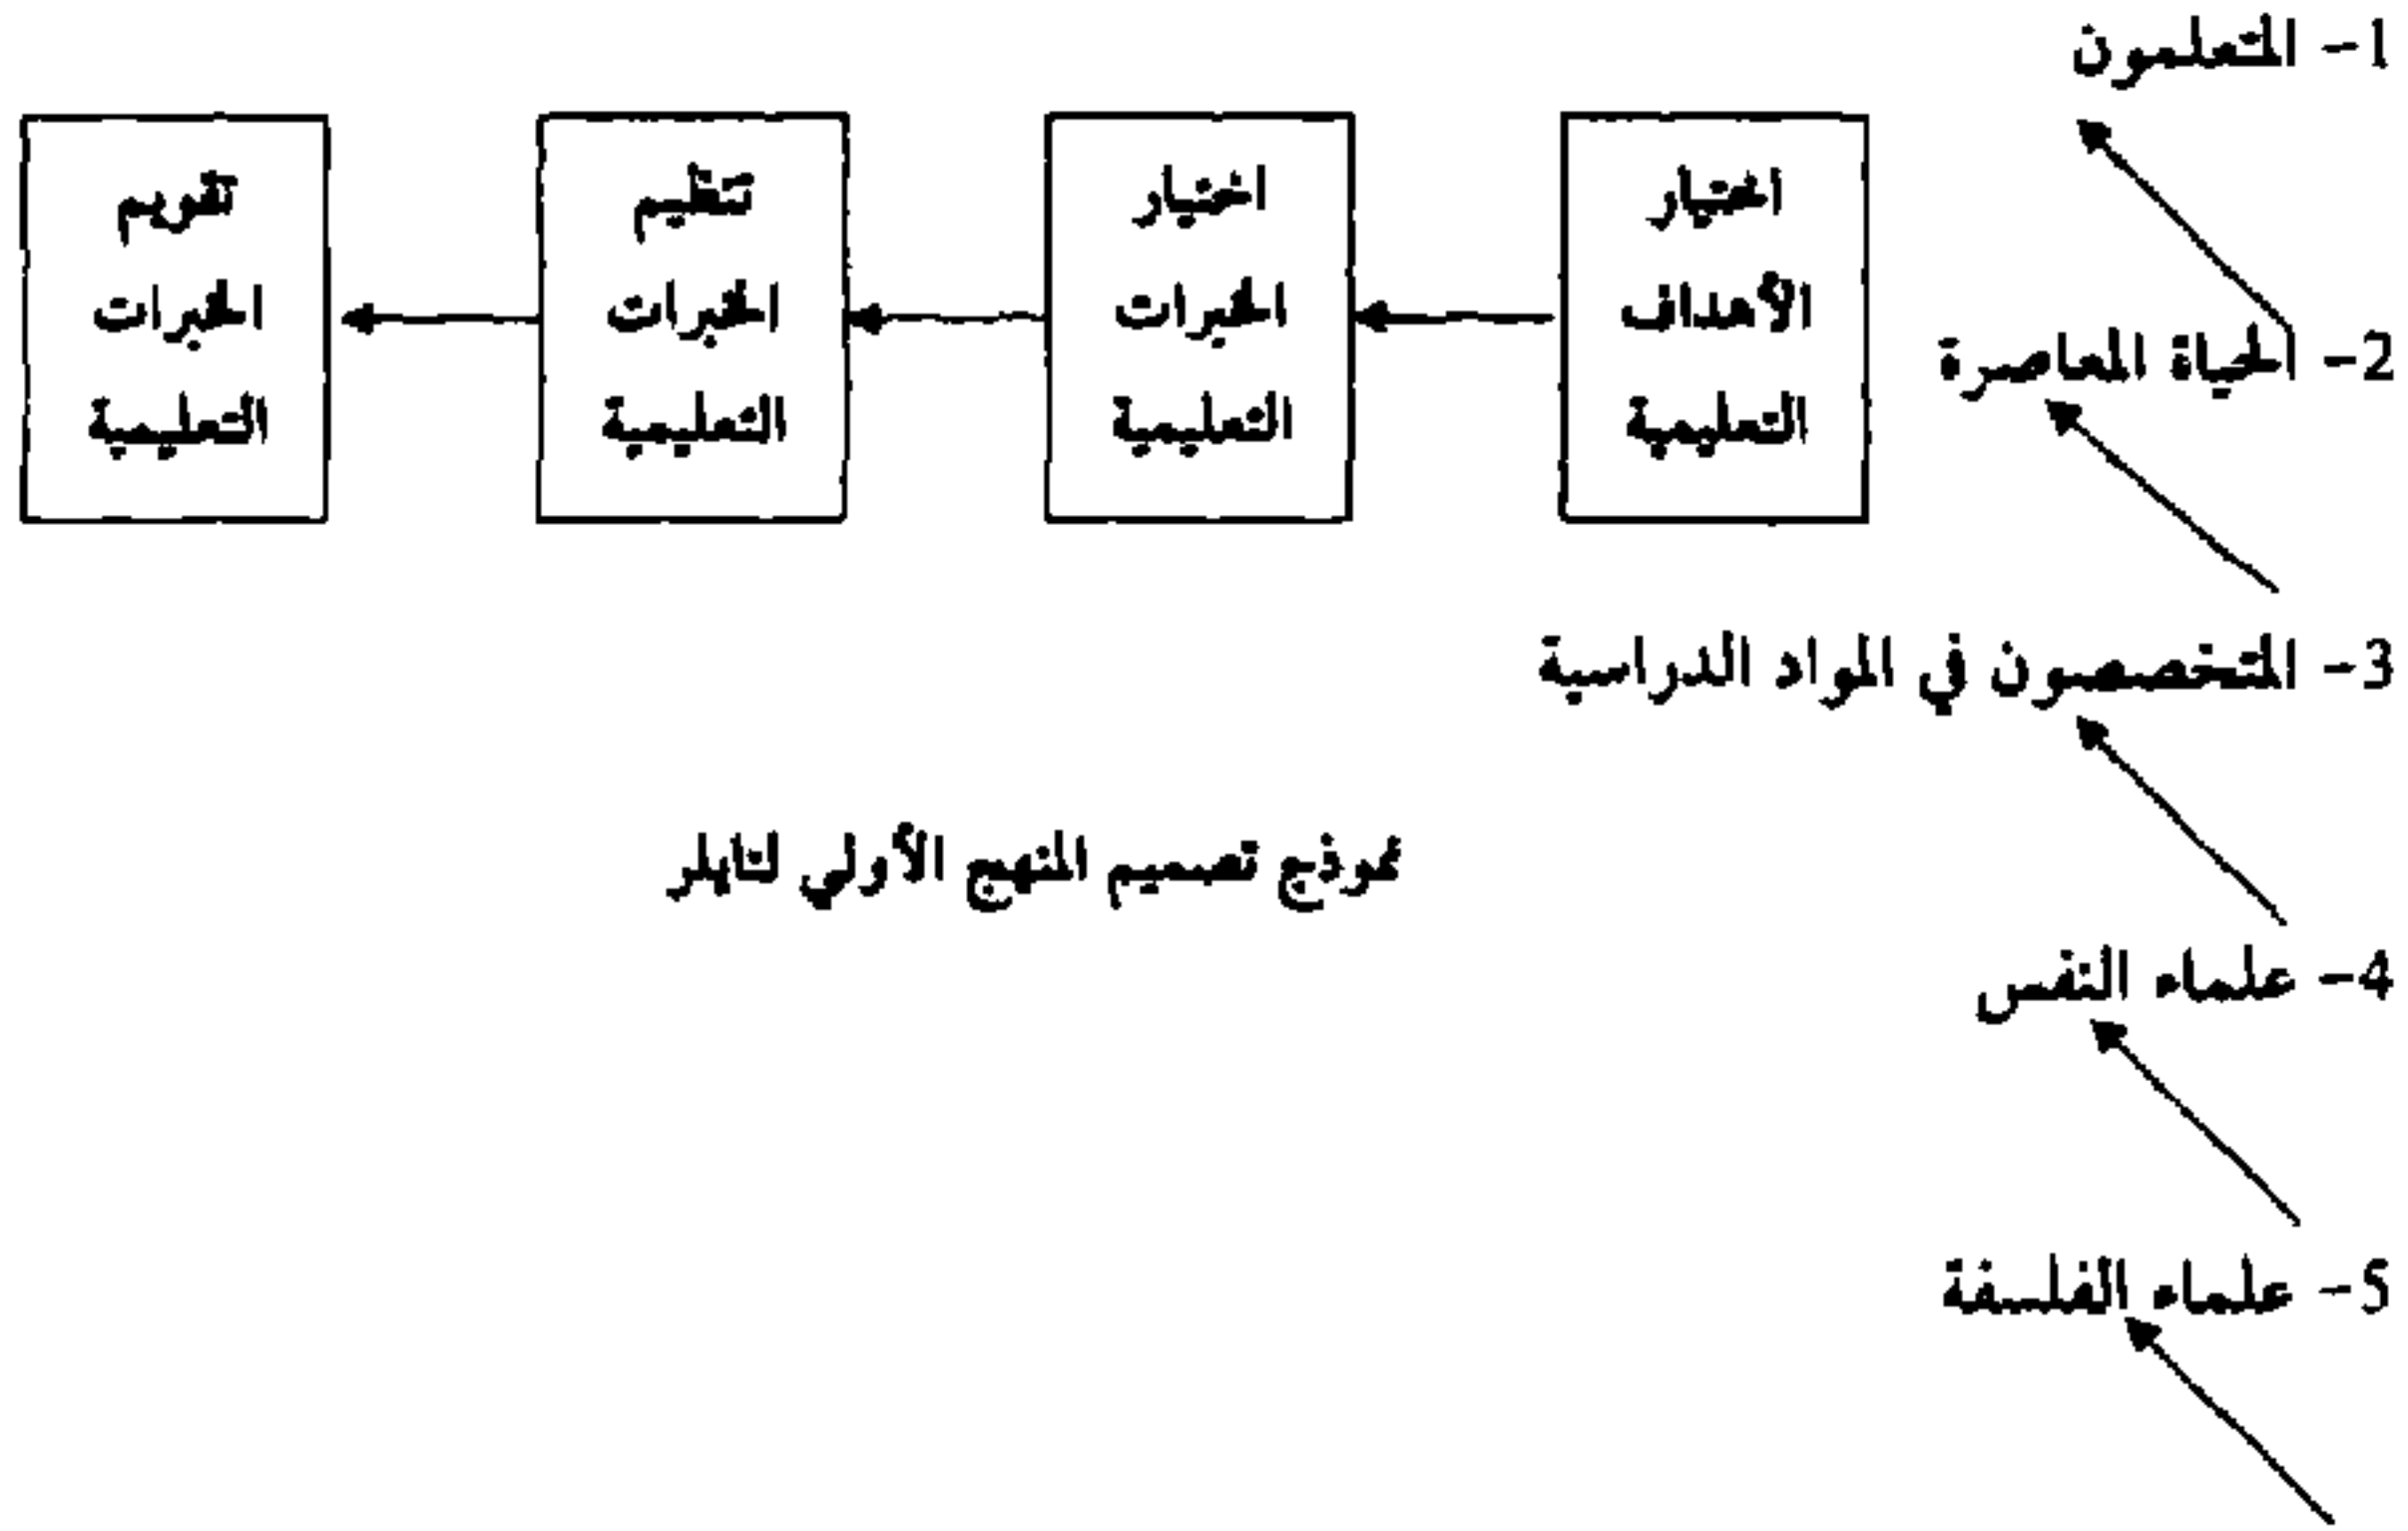 1- المتعلمون
اختيار
الأهداف
التعليمية
اختيار
الخبرات
التعليمية
تنظيم
الخبرات
التعليمية
تقويم
الخبرات
التعليمية
2- الحياة المعاصرة
3- المتخصصون في المواد الدراسية
نموذج تصميم المنهج الأولي لتايلر
4- علماء النفس
5- علماء الفلسفة